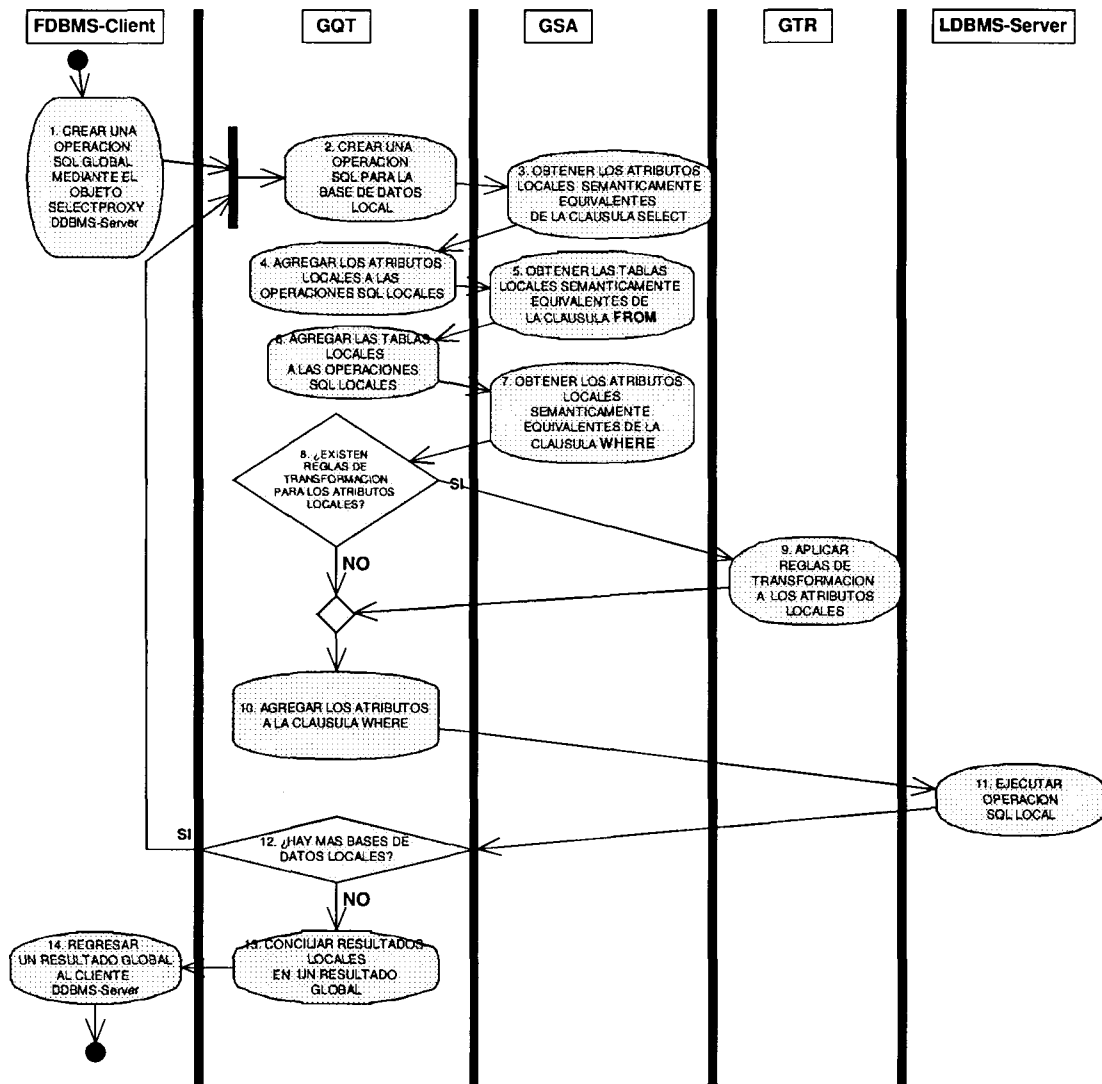 FDBMS-Client
GQT
GSA
GTR
LDBMS-Server
1. CREAR UNA
OPERACION
SQL GLOBAL
MEDIANTE EL
OBJETO
SELECTPROXY
DDBMS-Server
2. CREAR UNA
OPERACION
SQL PARA LA
BASE DE DATOS
LOCAL
3. OBTENER LOS ATRIBUTOS
LOCALES SEMANTICAMENTE
EQUIVALENTES
DE LA CLAUSULA SELECT
4. AGREGAR LOS ATRIBUTOS
LOCALES A LAS
OPERACIONES SQL LOCALES
5. OBTENER LAS TABLAS
LOCALES SEMANTICAMENTE
EQUIVALENTES DE
LA CLAUSULA FROM
6. AGREGAR LAS TABLAS
LOCALES
A LAS OPERACIONES
SQL LOCALES
7. OBTENER LOS ATRIBUTOS
LOCALES
SEMANTICAMENTE
EQUIVALENTES DE LA
CLAUSULA WHERE
8. ¿EXISTEN
REGLAS DE
TRANSFORMACION
PARA LOS ATRIBUTOS
LOCALES?
SI
NO
9. APLICAR
REGLAS DE
TRANSFORMACION
A LOS ATRIBUTOS
LOCALES
10. AGREGAR LOS ATRIBUTOS
A LA CLAUSULA WHERE
11. EJECUTAR
OPERACION
SQL LOCAL
SI
12. ¿HAY MAS BASES DE
DATOS LOCALES?
NO
13. CONCILIAR RESULTADOS
LOCALES
EN UN RESULTADO
GLOBAL
14. REGRESAR
UN RESULTADO GLOBAL
AL CLIENTE
DDBMS-Server